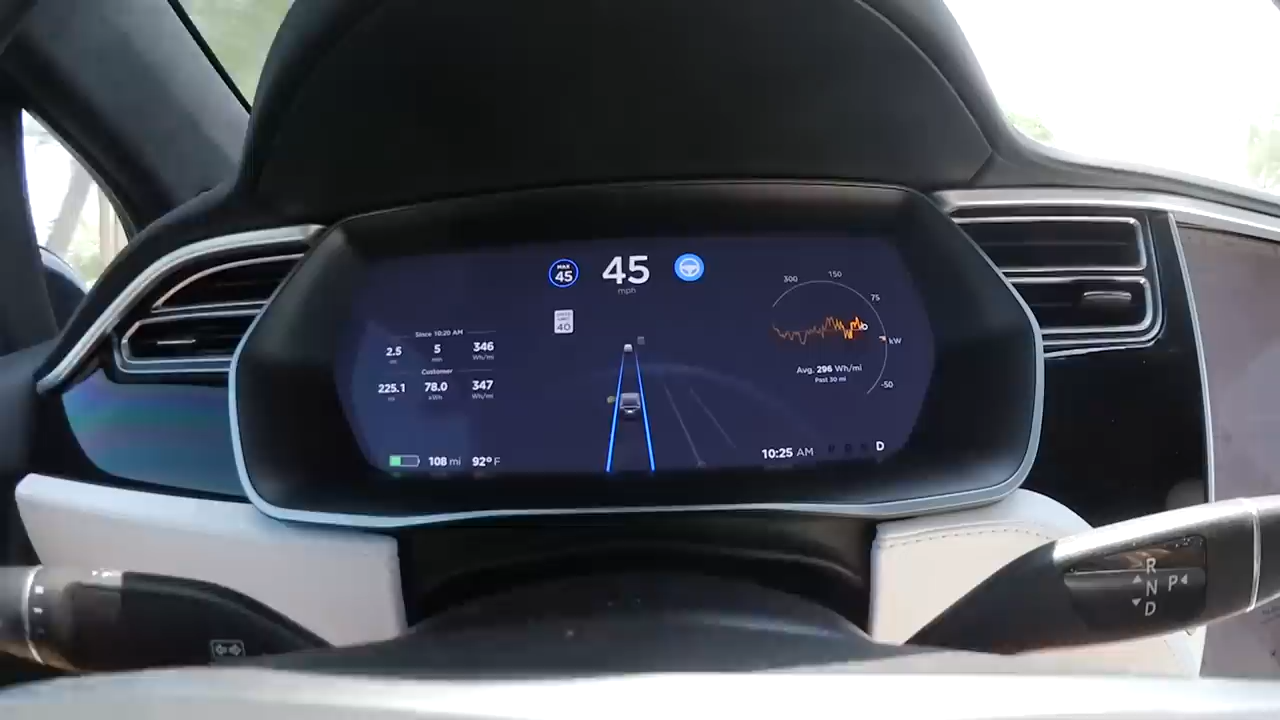 MAX
45
45
mph
SPEED
LIMIT
40
300
150
75
kW
-50
Since 10:20 AM
2.5 5 346
mi min Wh/mi
Customer
225.1 78.0 347
mi kWh Wh/mi
Avg. 296 Wh/mi
Past 30 mi
108 mi 92° F
10:25 AM P R N D
R
N P
D